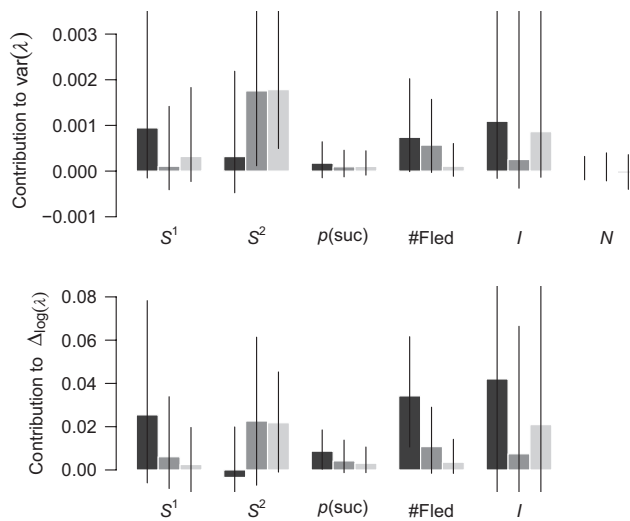 Contribution to var(λ)
0.003
0.002
0.001
0.000
−0.001
S¹ S² p(suc) #Fled I N
Contribution to Δlog(λ)
0.08
0.06
0.04
0.02
0.00
S¹ S² p(suc) #Fled I